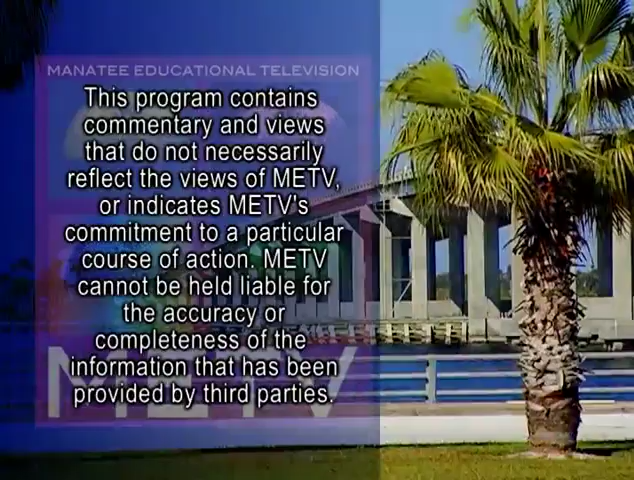 MANATEE EDUCATIONAL TELEVISION
This program contains
commentary and views
that do not necessarily
reflect the views of METV,
or indicates METV's
commitment to a particular
course of action. METV
cannot be held liable for
the accuracy or
completeness of the
information that has been
provided by third parties.
METV